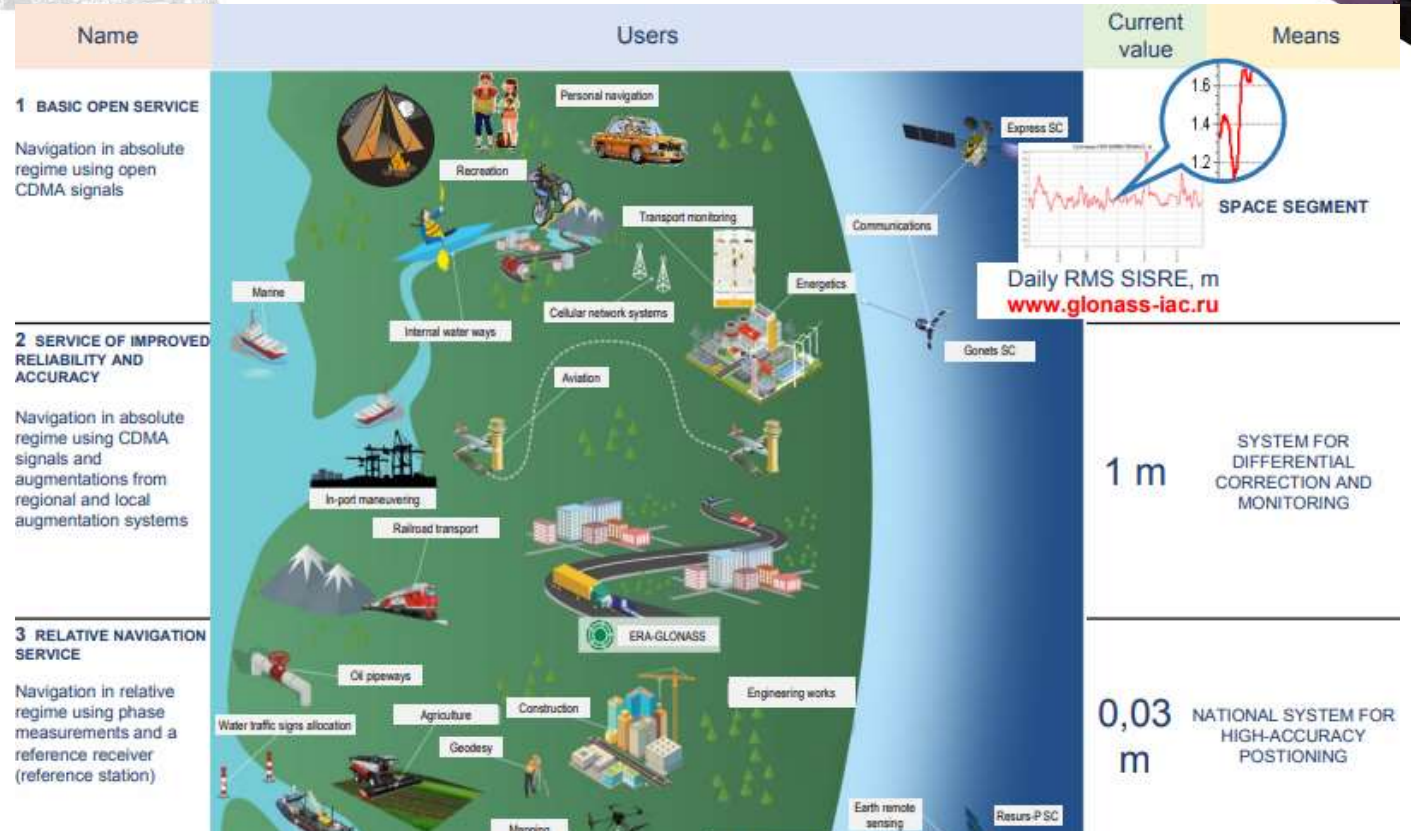 Name
Users
Current
value
Means
1 BASIC OPEN SERVICE
Navigation in absolute
regime using open
CDMA signals
Personal navigation
Recreation
Transport monitoring
Marine
Internal water ways
Cellular network systems
Energetics
Express SC
Communications
Gonets SC
1.6
1.4
1.2
SPACE SEGMENT
Daily RMS SISRE, m
www.glonass-iac.ru
2 SERVICE OF IMPROVED
RELIABILITY AND
ACCURACY
Navigation in absolute
regime using CDMA
signals and
augmentations from
regional and local
augmentation systems
Aviation
In-port maneuvering
Railroad transport
ERA-GLONASS
1 m
SYSTEM FOR
DIFFERENTIAL
CORRECTION AND
MONITORING
3 RELATIVE NAVIGATION
SERVICE
Navigation in relative
regime using phase
measurements and a
reference receiver
(reference station)
Oil pipeways
Water traffic signs allocation
Agriculture
Geodesy
Construction
Engineering works
Mapping
Earth remote
sensing
Resurs-P SC
0,03
m
NATIONAL SYSTEM FOR
HIGH-ACCURACY
POSTIONING